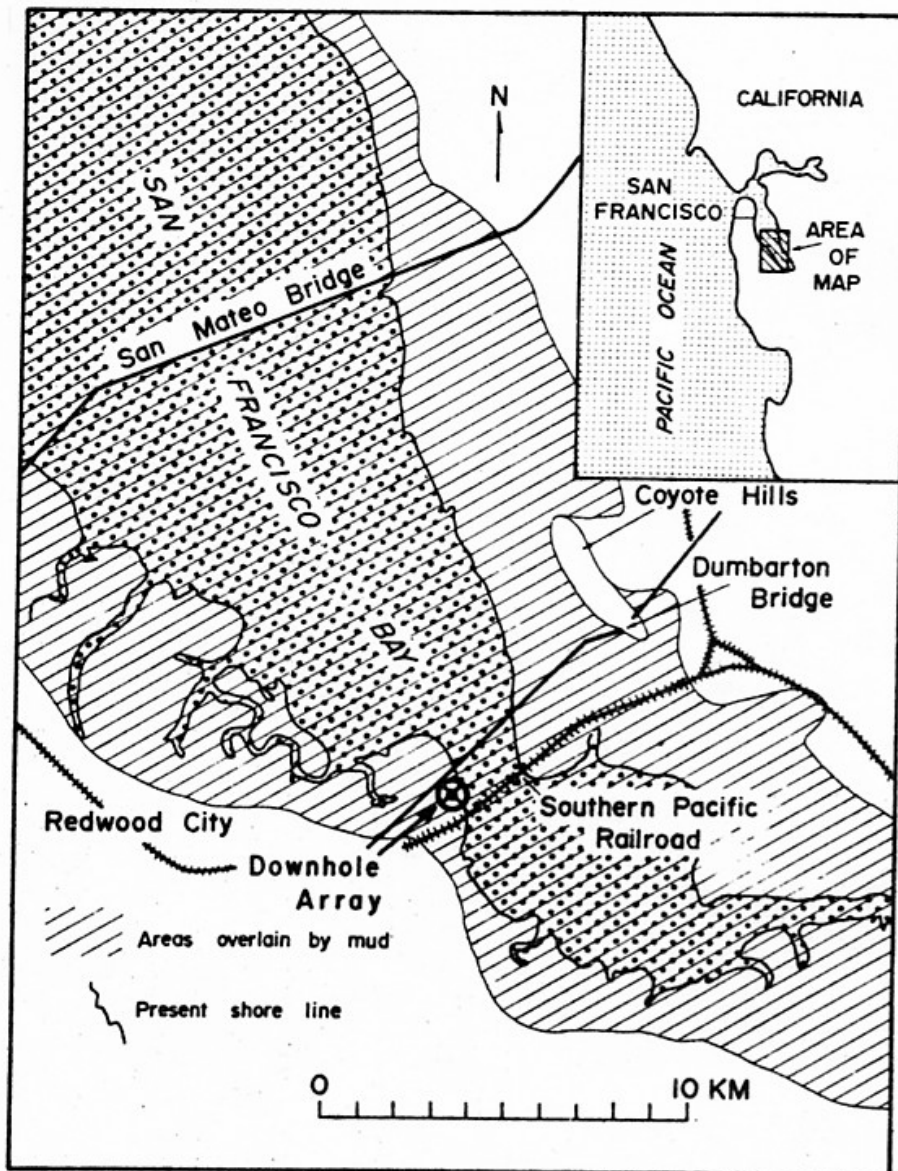 N
CALIFORNIA
SAN
FRANCISCO
AREA
OF
MAP
PACIFIC OCEAN
SAN
San Mateo Bridge
FRANCISCO
BAY
Coyote Hills
Dumbarton
Bridge
Redwood City
Southern Pacific
Railroad
Downhole
Array
Areas overlain by mud
Present shore line
0
10 KM